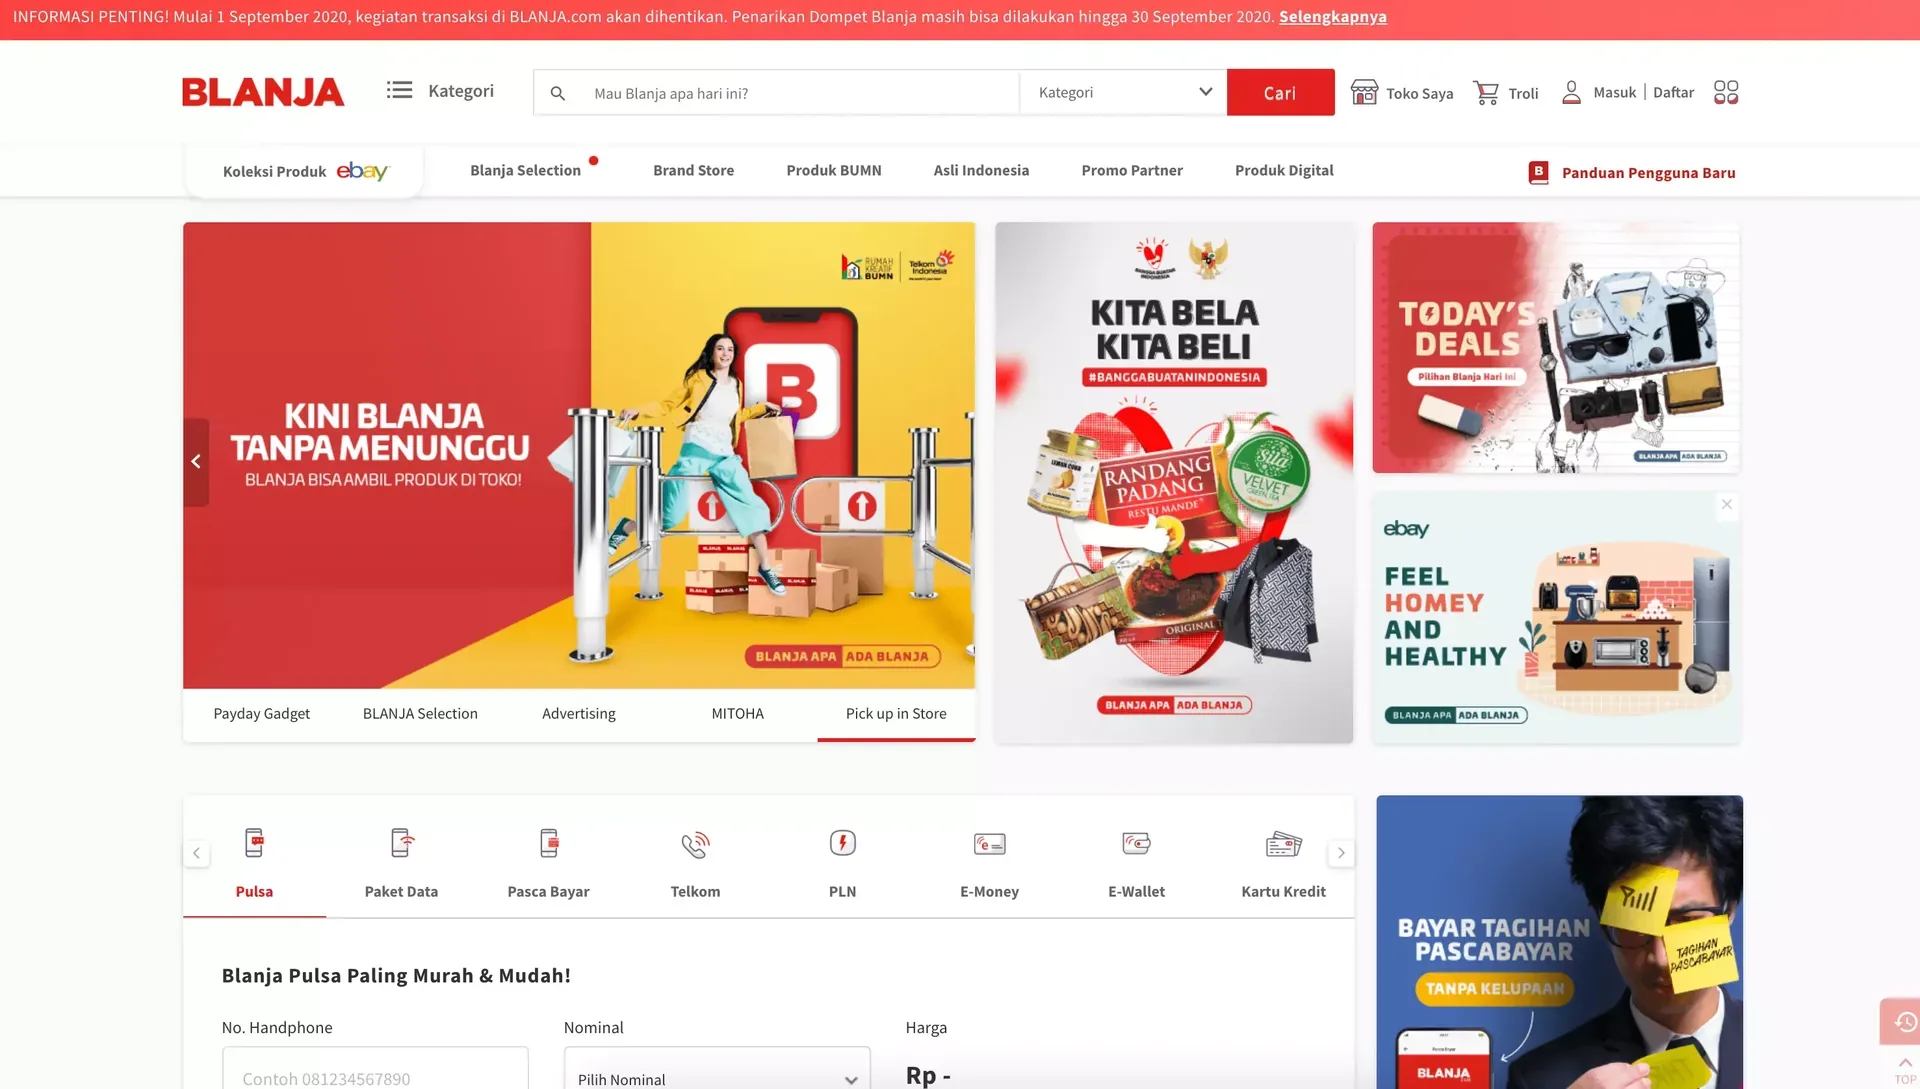 INFORMASI PENTING! Mulai 1 September 2020, kegiatan transaksi di BLANJA.com akan dihentikan. Penarikan Dompet Blanja masih bisa dilakukan hingga 30 September 2020. Selengkapnya
BLANJA
Kategori
Mau Blanja apa hari ini?
Kategori
Cari
Toko Saya
Troli
Masuk | Daftar
Koleksi Produk ebay
Blanja Selection
Brand Store
Produk BUMN
Asli Indonesia
Promo Partner
Produk Digital
B
Panduan Pengguna Baru
RUMAH
KREATIF
BUMN
Telkom
Indonesia
B
KINI BLANJA
TANPA MENUNGGU
BLANJA BISA AMBIL PRODUK DI TOKO!
BLANJA APA ADA BLANJA
Payday Gadget
BLANJA Selection
Advertising
MITOHA
Pick up in Store
BANGGA BUATAN
INDONESIA
KITA BELA
KITA BELI
#BANGGABUATANINDONESIA
LEMON CURD
RANDANG
PADANG
RESTU MANDE
ORIGINAL
VELVET
GREEN TEA
BLANJA APA ADA BLANJA
TODAY'S
DEALS
Pilihan Blanja Hari Ini
BLANJA APA ADA BLANJA
ebay
FEEL
HOMEY
AND
HEALTHY
BLANJA APA ADA BLANJA
Pulsa
Paket Data
Pasca Bayar
Telkom
PLN
E-Money
E-Wallet
Kartu Kredit
Blanja Pulsa Paling Murah & Mudah!
No. Handphone
Nominal
Harga
Contoh 081234567890
Pilih Nominal
Rp -
BAYAR TAGIHAN
PASCABAYAR
TANPA KELUPAAN
TAGIHAN
PASCABAYAR
BLANJA
TOP